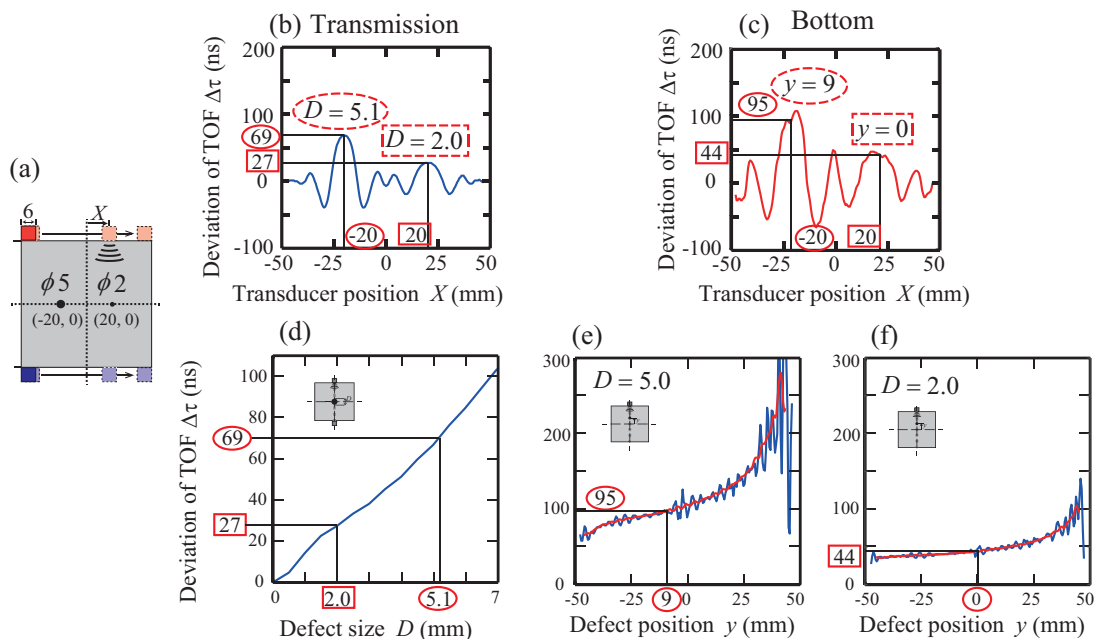 (b) Transmission
200
100
0
-100
-50
-25
0
25
50
Deviation of TOF Δτ (ns)
Transducer position X (mm)
D = 5.1
D = 2.0
69
27
-20
20
(c) Bottom
200
100
0
-100
-50
-25
0
25
50
Deviation of TOF Δτ (ns)
Transducer position X (mm)
y = 9
y = 0
95
44
-20
20
(a)
6
X
ϕ5
ϕ2
(-20, 0)
(20, 0)
(d)
100
80
60
40
20
0
0
7
Deviation of TOF Δτ (ns)
Defect size D (mm)
69
27
2.0
5.1
(e)
D = 5.0
300
200
100
0
-50
-25
0
25
50
95
9
Defect position y (mm)
(f)
D = 2.0
300
200
100
0
-50
-25
0
25
50
44
0
Defect position y (mm)